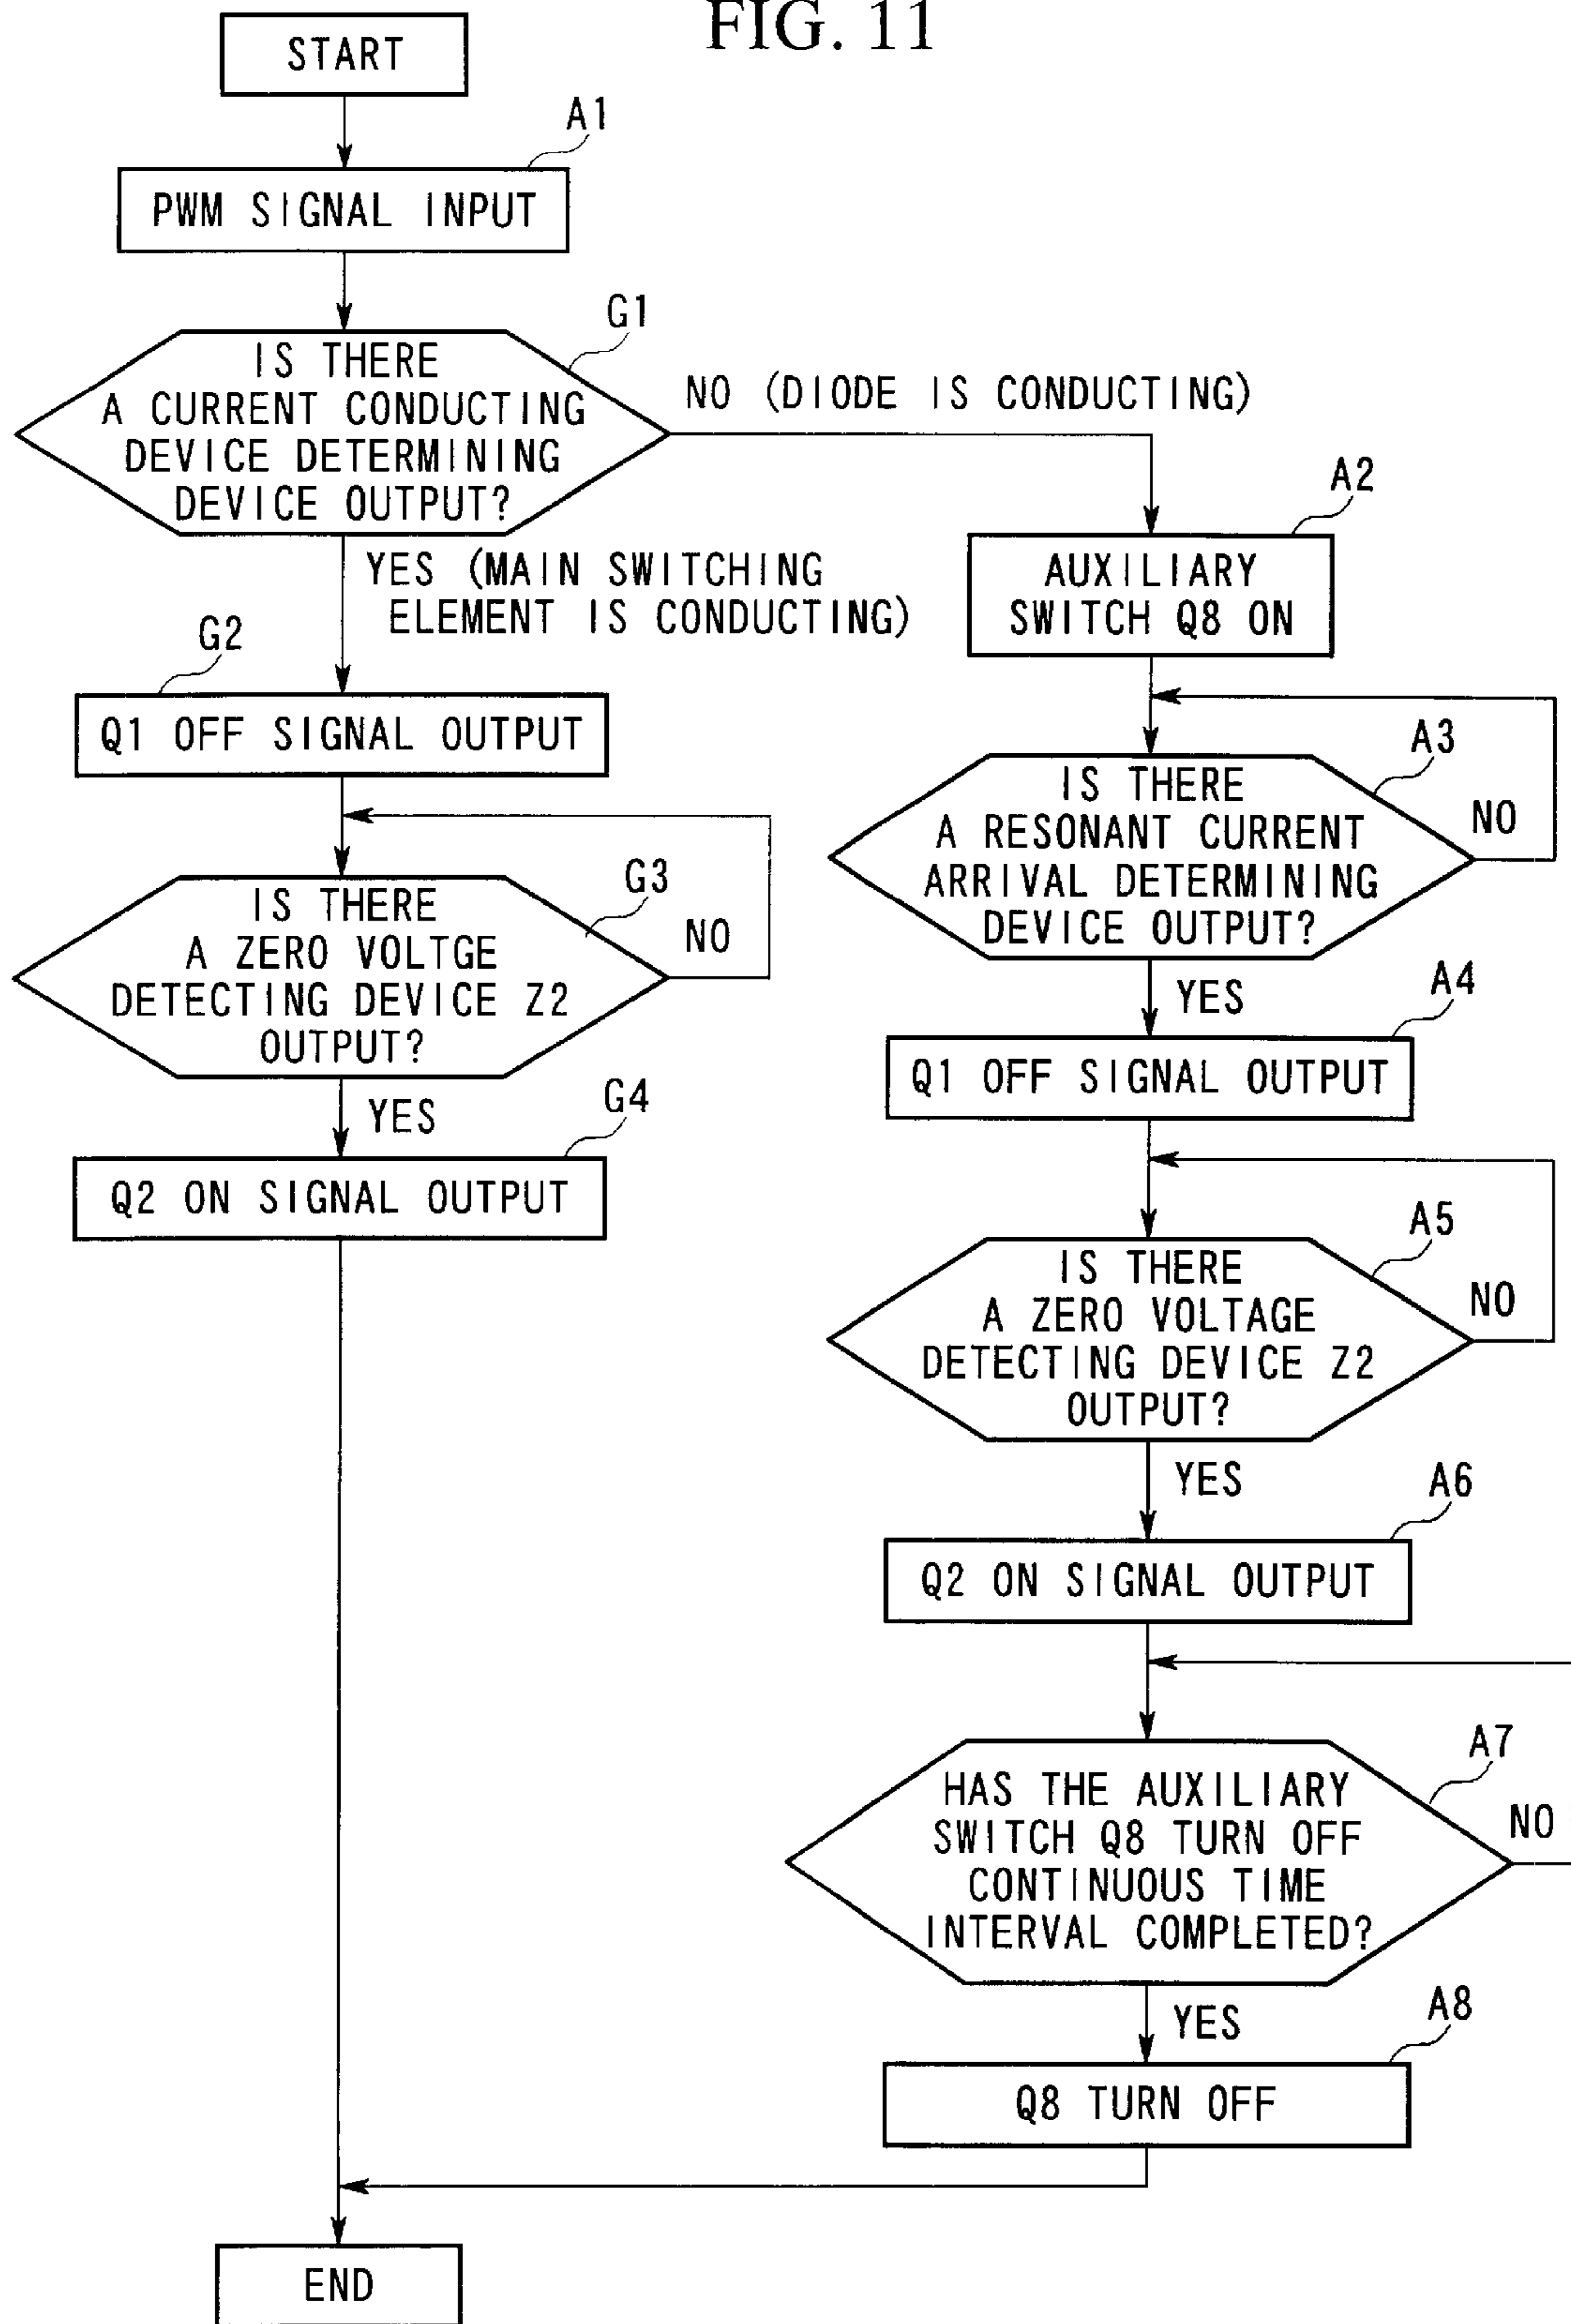 FIG. 11
START
A1
PWM SIGNAL INPUT
G1
IS THERE
A CURRENT CONDUCTING
DEVICE DETERMINING
DEVICE OUTPUT?
NO (DIODE IS CONDUCTING)
YES (MAIN SWITCHING
ELEMENT IS CONDUCTING)
G2
Q1 OFF SIGNAL OUTPUT
G3
IS THERE
A ZERO VOLTGE
DETECTING DEVICE Z2
OUTPUT?
NO
YES
G4
Q2 ON SIGNAL OUTPUT
A2
AUXILIARY
SWITCH Q8 ON
A3
IS THERE
A RESONANT CURRENT
ARRIVAL DETERMINING
DEVICE OUTPUT?
NO
YES
A4
Q1 OFF SIGNAL OUTPUT
A5
IS THERE
A ZERO VOLTAGE
DETECTING DEVICE Z2
OUTPUT?
NO
YES
A6
Q2 ON SIGNAL OUTPUT
A7
HAS THE AUXILIARY
SWITCH Q8 TURN OFF
CONTINUOUS TIME
INTERVAL COMPLETED?
NO
YES
A8
Q8 TURN OFF
END